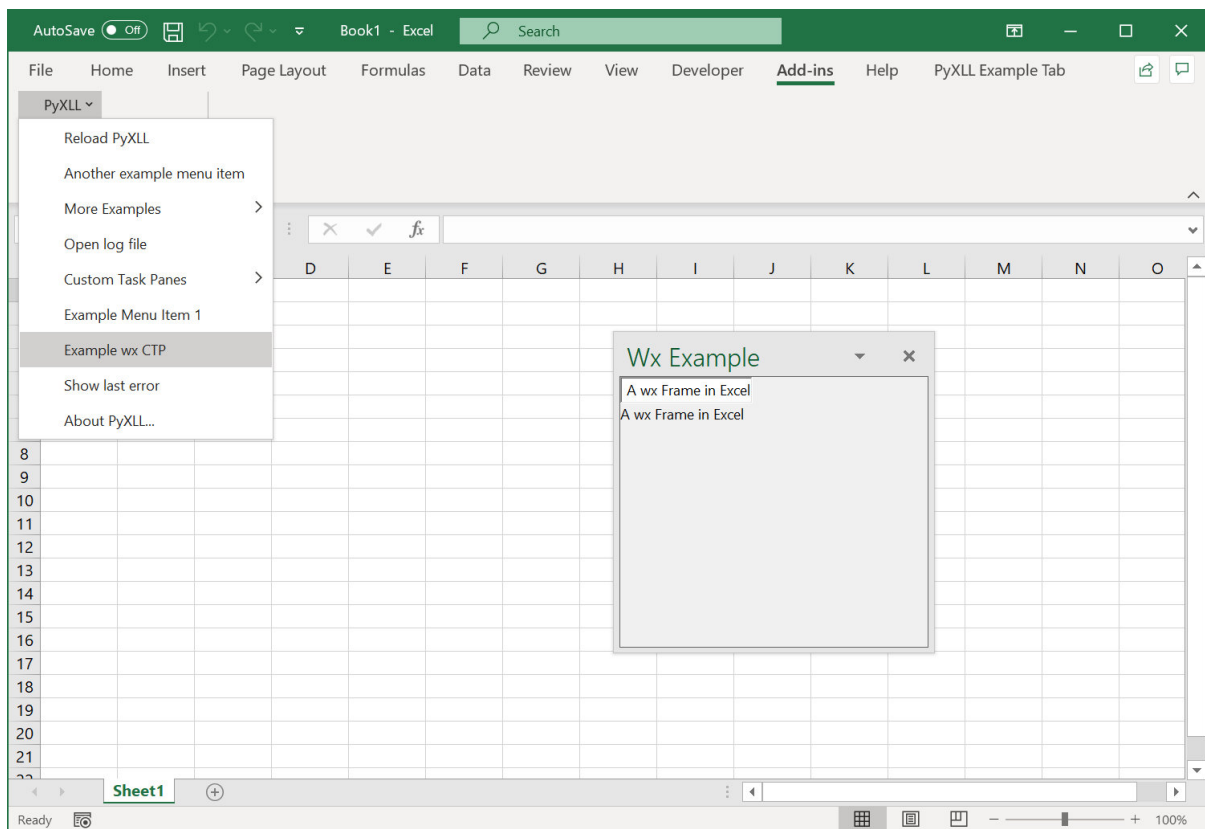 AutoSave Off Book1 - Excel Search
File Home Insert Page Layout Formulas Data Review View Developer Add-ins Help PyXLL Example Tab
PyXLL
Reload PyXLL
Another example menu item
More Examples
Open log file
Custom Task Panes
Example Menu Item 1
Example wx CTP
Show last error
About PyXLL...
fx
D E F G H I J K L M N O
Wx Example
A wx Frame in Excel
A wx Frame in Excel
8
9
10
11
12
13
14
15
16
17
18
19
20
21
Sheet1
Ready 100%